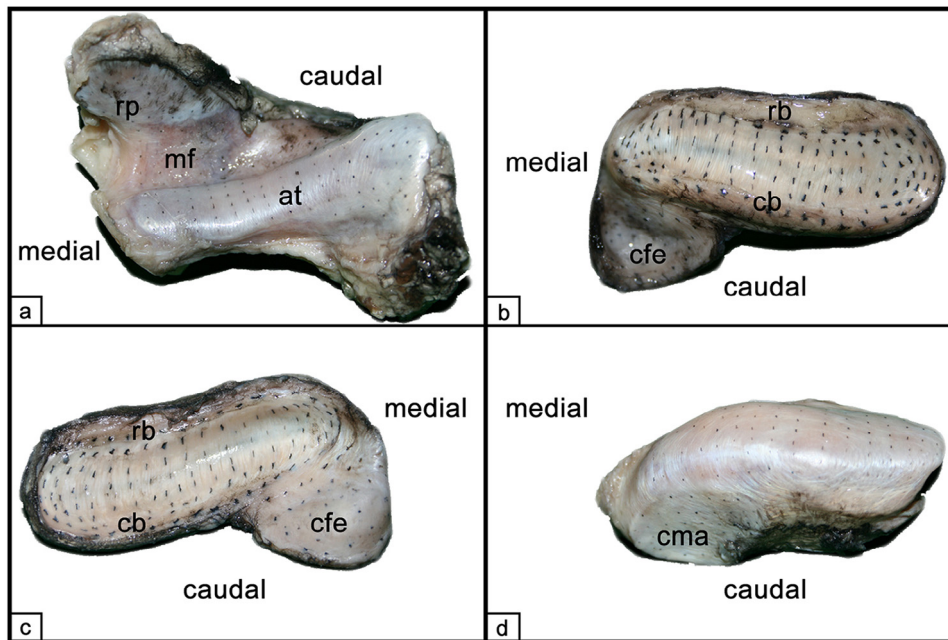 caudal
rp
mf
at
medial
a
rb
medial
cb
cfe
caudal
b
medial
rb
cb
cfe
caudal
c
medial
cma
caudal
d